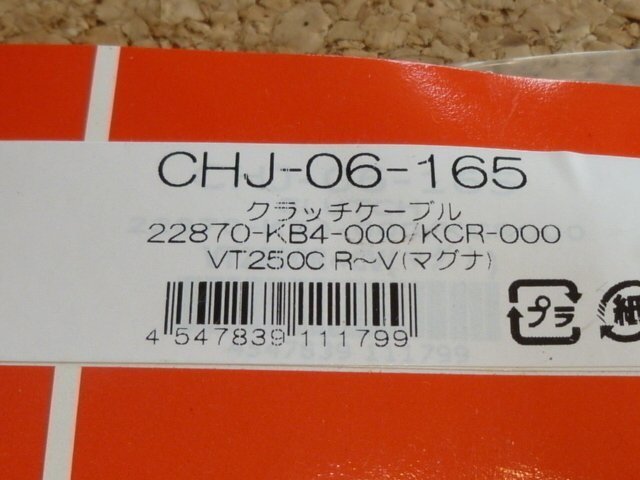 CHJ-06-165
クラッチケーブル
22870-KB4-000/KCR-000
VT250C R～V(マグナ)
4 547839 111799
プラ
紙